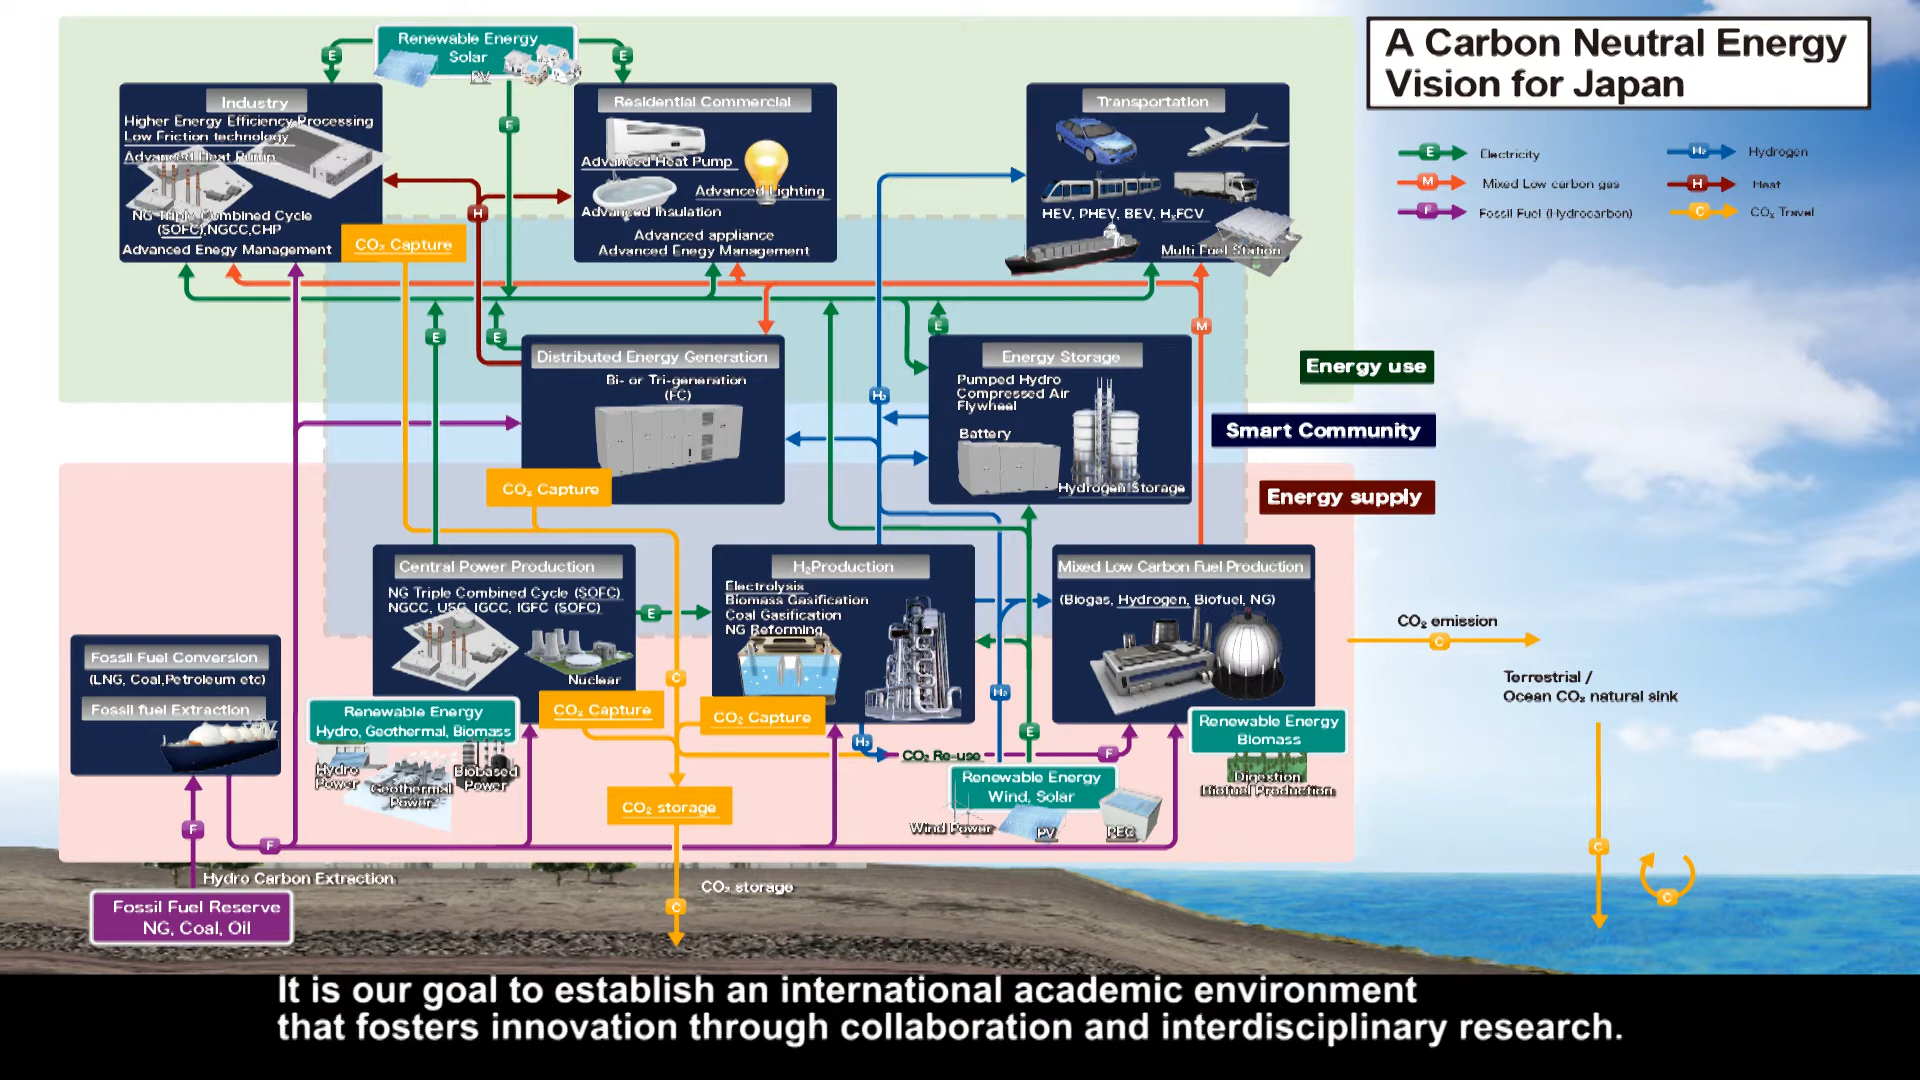 A Carbon Neutral Energy
Vision for Japan
E Electricity
H₂ Hydrogen
M Mixed Low carbon gas
H Heat
F Fossil Fuel (Hydrocarbon)
C CO₂ Travel
Renewable Energy
Solar
PV
E
E
E
Industry
Higher Energy Efficiency Processing
Low Friction technology
Advanced Heat Pump
NG Triple Combined Cycle
(SOFC),NGCC,CHP
Advanced Enegy Management
CO₂ Capture
H
Residential Commercial
Advanced Heat Pump
Advanced Lighting
Advanced Insulation
Advanced appliance
Advanced Enegy Management
Transportation
HEV, PHEV, BEV, H₂FCV
Multi Fuel Station
E
E
E
M
Distributed Energy Generation
Bi- or Tri-generation
(FC)
CO₂ Capture
H₂
Energy Storage
Pumped Hydro
Compressed Air
Flywheel
Battery
Hydrogen Storage
Energy use
Smart Community
Energy supply
Central Power Production
NG Triple Combined Cycle (SOFC)
NGCC, USC, IGCC, IGFC (SOFC)
Nuclear
E
C
CO₂ Capture
H₂Production
Electrolysis
Biomass Gasification
Coal Gasification
NG Reforming
CO₂ Capture
Mixed Low Carbon Fuel Production
(Biogas, Hydrogen, Biofuel, NG)
CO₂ emission
C
Terrestrial /
Ocean CO₂ natural sink
Fossil Fuel Conversion
(LNG, Coal,Petroleum etc)
Fossil fuel Extraction
Renewable Energy
Hydro, Geothermal, Biomass
Hydro
Power
Geothermal
Power
Biobased
Power
H₂
H₂
E
F
CO₂ Re-use
Renewable Energy
Biomass
Digestion
Biofuel Production
Renewable Energy
Wind, Solar
Wind Power
PV
PEC
CO₂ storage
F
F
C
C
Hydro Carbon Extraction
CO₂ storage
C
Fossil Fuel Reserve
NG, Coal, Oil
It is our goal to establish an international academic environment
that fosters innovation through collaboration and interdisciplinary research.